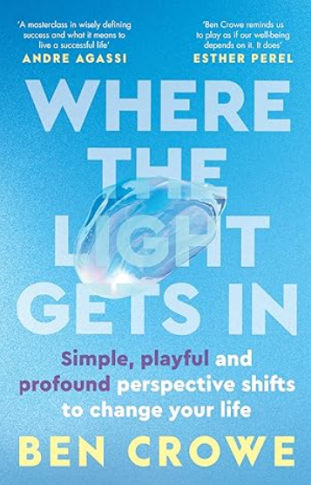 'A masterclass in wisely defining
success and what it means to
live a successful life'
ANDRE AGASSI
'Ben Crowe reminds us
to play as if our well-being
depends on it. It does'
ESTHER PEREL
WHERE
THE
LIGHT
GETS IN
Simple, playful and
profound perspective shifts
to change your life
BEN CROWE